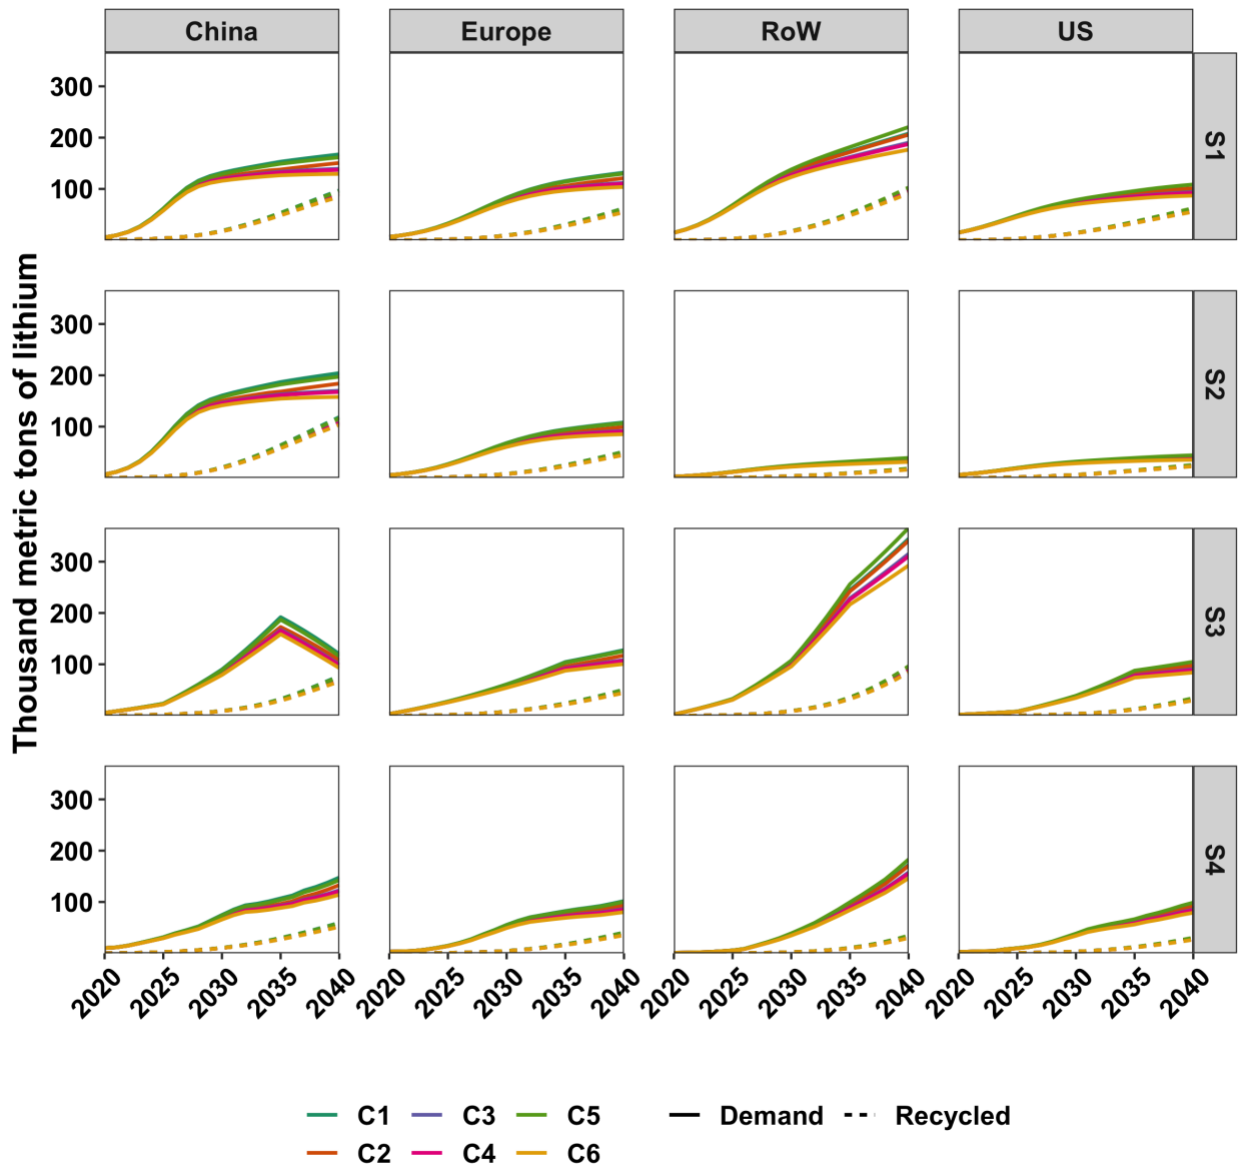 China Europe RoW US
300
200
100
S1
300
200
100
S2
Thousand metric tons of lithium
300
200
100
S3
300
200
100
S4
2020 2025 2030 2035 2040 2020 2025 2030 2035 2040 2020 2025 2030 2035 2040 2020 2025 2030 2035 2040
C1 C3 C5 Demand Recycled
C2 C4 C6